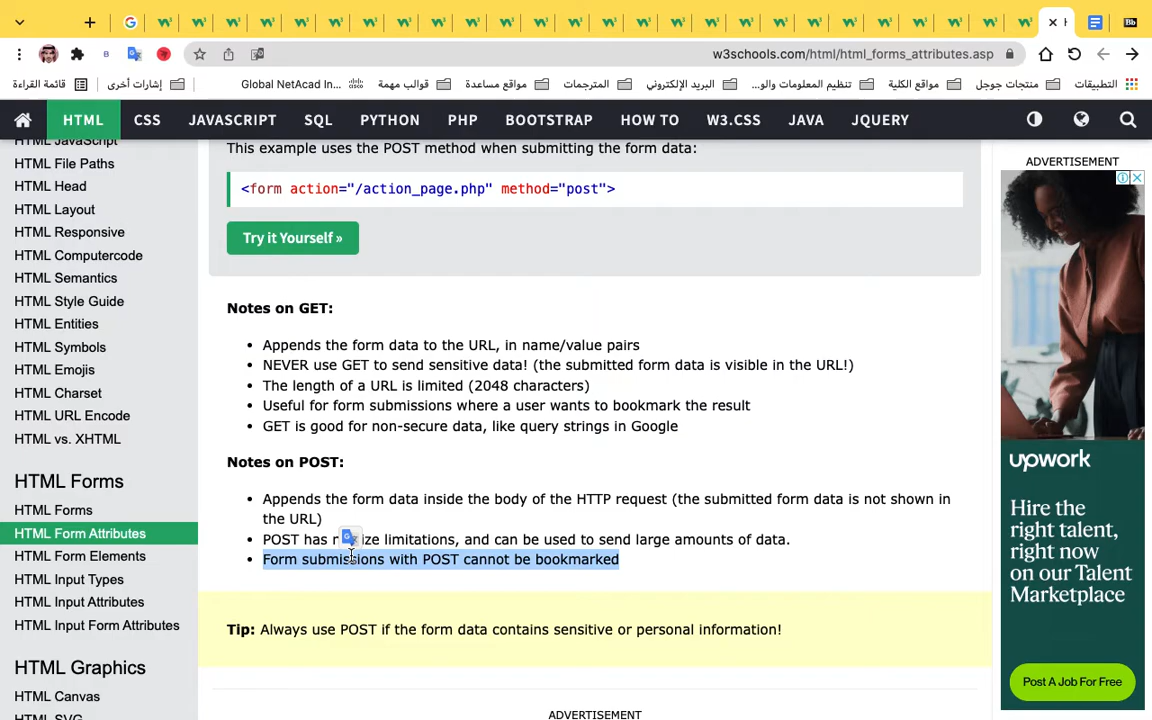 w3schools.com/html/html_forms_attributes.asp
Bb
التطبيقات
منتجات جوجل
مواقع الكلية
تنظيم المعلومات والو...
البريد الإلكتروني
المترجمات
مواقع مساعدة
قوالب مهمة
Global NetAcad In...
إشارات أخرى
قائمة القراءة
HTML CSS JAVASCRIPT SQL PYTHON PHP BOOTSTRAP HOW TO W3.CSS JAVA JQUERY
HTML JavaScript
HTML File Paths
HTML Head
HTML Layout
HTML Responsive
HTML Computercode
HTML Semantics
HTML Style Guide
HTML Entities
HTML Symbols
HTML Emojis
HTML Charset
HTML URL Encode
HTML vs. XHTML
HTML Forms
HTML Forms
HTML Form Attributes
HTML Form Elements
HTML Input Types
HTML Input Attributes
HTML Input Form Attributes
HTML Graphics
HTML Canvas
HTML SVG
This example uses the POST method when submitting the form data:
<form action="/action_page.php" method="post">
Try it Yourself »
Notes on GET:
• Appends the form data to the URL, in name/value pairs
• NEVER use GET to send sensitive data! (the submitted form data is visible in the URL!)
• The length of a URL is limited (2048 characters)
• Useful for form submissions where a user wants to bookmark the result
• GET is good for non-secure data, like query strings in Google
Notes on POST:
• Appends the form data inside the body of the HTTP request (the submitted form data is not shown in
the URL)
• POST has no size limitations, and can be used to send large amounts of data.
• Form submissions with POST cannot be bookmarked
Tip: Always use POST if the form data contains sensitive or personal information!
ADVERTISEMENT
ADVERTISEMENT
upwork
Hire the
right talent,
right now
on our Talent
Marketplace
Post A Job For Free